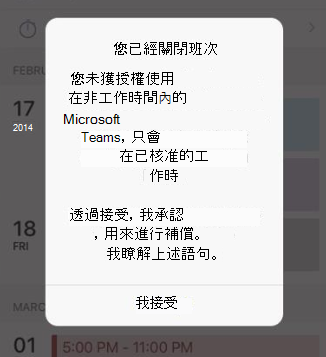 您已經關閉班次
FEBRU
您未獲授權使用
17
在非工作時間內的
2014
Microsoft
Teams，只會
在已核准的工
作時
透過接受，我承認
，用來進行補償。
18
我瞭解上述語句。
FRI
我接受
MARC
01
5:00 PM - 11:00 PM